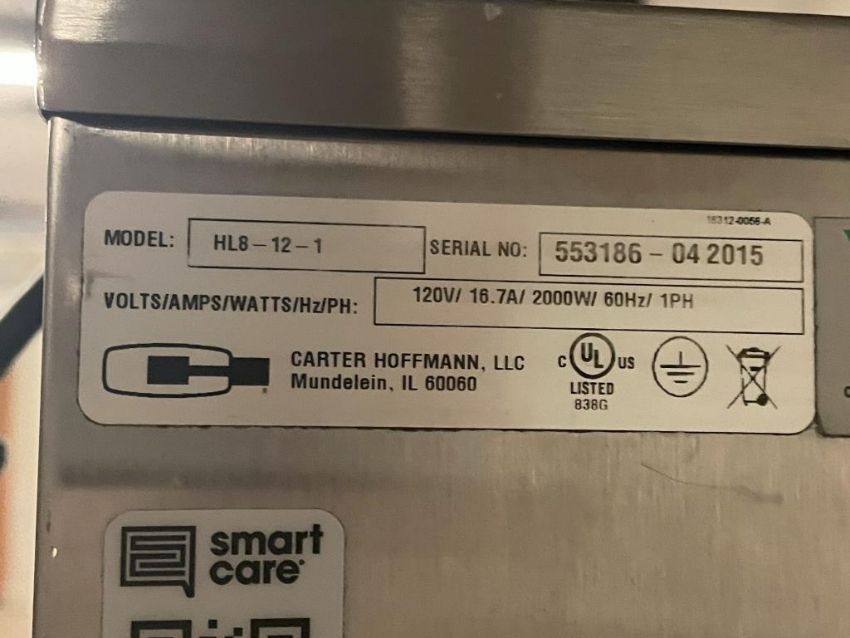 16312-0056-A
MODEL: HL8-12-1 SERIAL NO: 553186 - 04 2015
VOLTS/AMPS/WATTS/Hz/PH: 120V/ 16.7A/ 2000W/ 60Hz/ 1PH
CARTER HOFFMANN, LLC
Mundelein, IL 60060
C UL US
LISTED
838G
smart
care